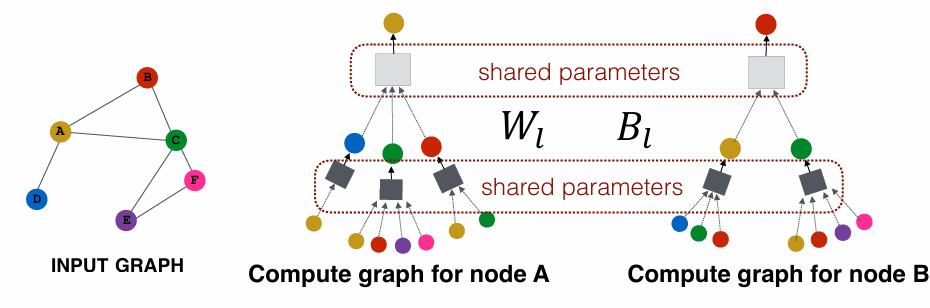 B
A
C
F
D
E
INPUT GRAPH
shared parameters
W_l B_l
shared parameters
Compute graph for node A
Compute graph for node B